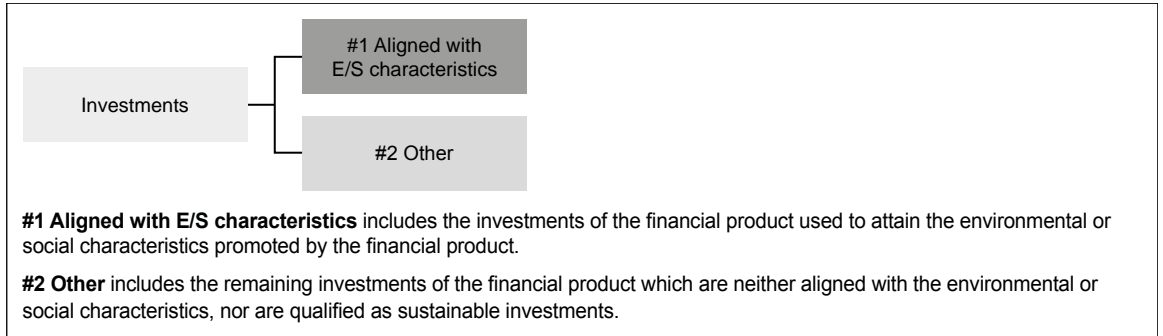 #1 Aligned with
E/S characteristics
Investments
#2 Other
#1 Aligned with E/S characteristics includes the investments of the financial product used to attain the environmental or
social characteristics promoted by the financial product.
#2 Other includes the remaining investments of the financial product which are neither aligned with the environmental or
social characteristics, nor are qualified as sustainable investments.